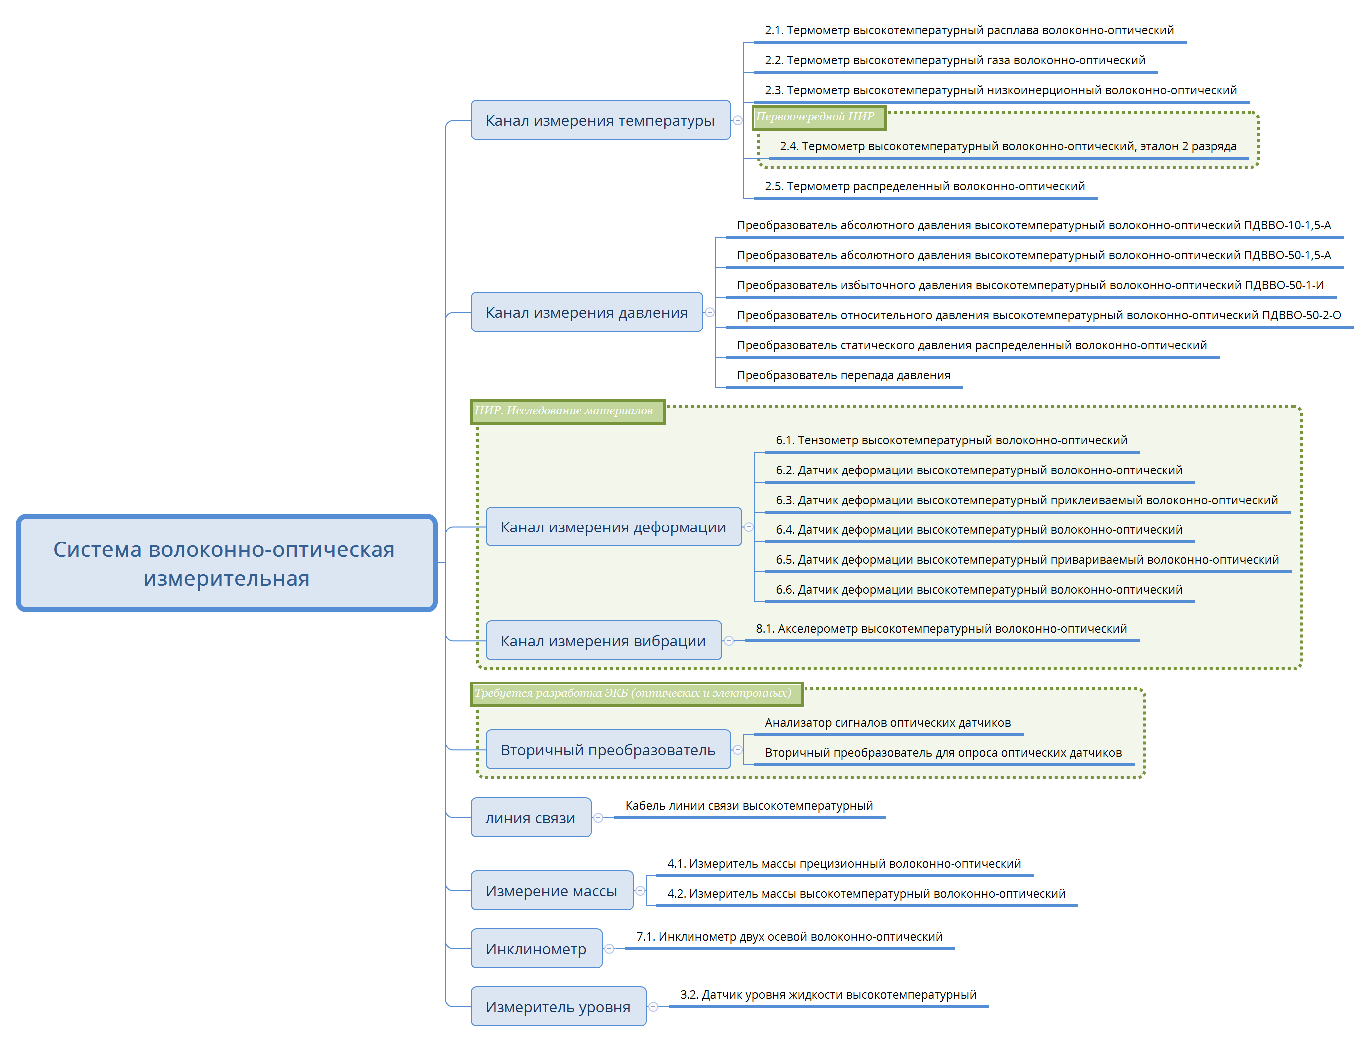 Система волоконно-оптическая
измерительная
Канал измерения температуры
2.1. Термометр высокотемпературный расплава волоконно-оптический
2.2. Термометр высокотемпературный газа волоконно-оптический
2.3. Термометр высокотемпературный низкоинерционный волоконно-оптический
Первоочередной ПИР
2.4. Термометр высокотемпературный волоконно-оптический, эталон 2 разряда
2.5. Термометр распределенный волоконно-оптический
Канал измерения давления
Преобразователь абсолютного давления высокотемпературный волоконно-оптический ПДВВО-10-1,5-А
Преобразователь абсолютного давления высокотемпературный волоконно-оптический ПДВВО-50-1,5-А
Преобразователь избыточного давления высокотемпературный волоконно-оптический ПДВВО-50-1-И
Преобразователь относительного давления высокотемпературный волоконно-оптический ПДВВО-50-2-О
Преобразователь статического давления распределенный волоконно-оптический
Преобразователь перепада давления
ПИР. Исследование материалов
Канал измерения деформации
6.1. Тензометр высокотемпературный волоконно-оптический
6.2. Датчик деформации высокотемпературный волоконно-оптический
6.3. Датчик деформации высокотемпературный приклеиваемый волоконно-оптический
6.4. Датчик деформации высокотемпературный волоконно-оптический
6.5. Датчик деформации высокотемпературный привариваемый волоконно-оптический
6.6. Датчик деформации высокотемпературный волоконно-оптический
Канал измерения вибрации
8.1. Акселерометр высокотемпературный волоконно-оптический
Требуется разработка ЭКБ (оптических и электронных)
Вторичный преобразователь
Анализатор сигналов оптических датчиков
Вторичный преобразователь для опроса оптических датчиков
линия связи
Кабель линии связи высокотемпературный
Измерение массы
4.1. Измеритель массы прецизионный волоконно-оптический
4.2. Измеритель массы высокотемпературный волоконно-оптический
Инклинометр
7.1. Инклинометр двух осевой волоконно-оптический
Измеритель уровня
3.2. Датчик уровня жидкости высокотемпературный